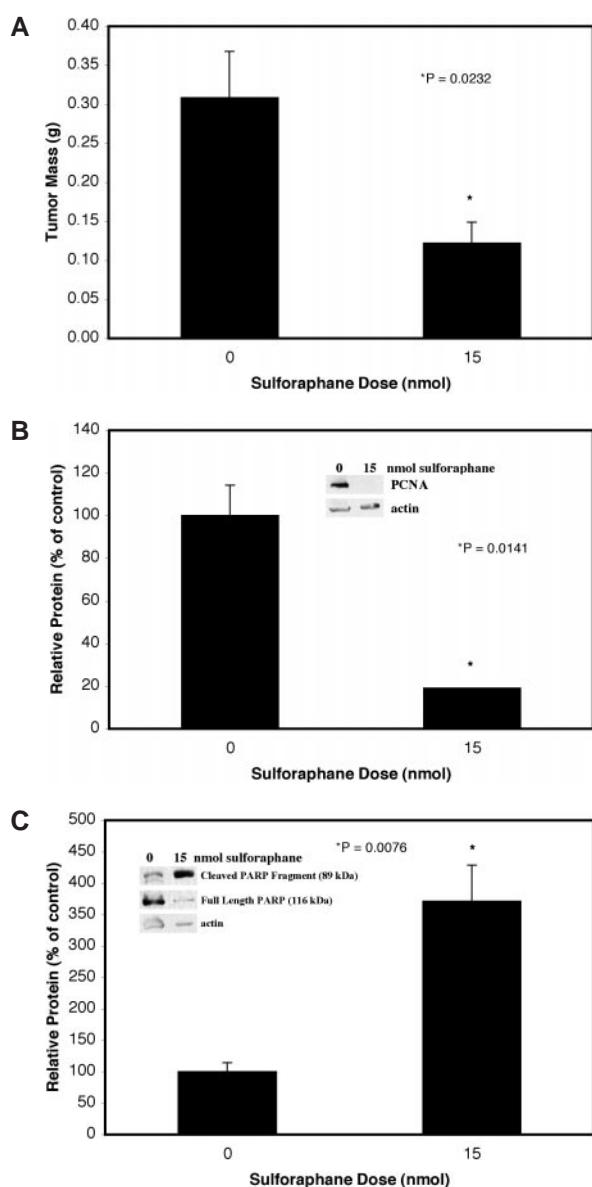 A
0.40
0.35
0.30
0.25
0.20
0.15
0.10
0.05
0.00
Tumor Mass (g)
*P = 0.0232
*
0 15
Sulforaphane Dose (nmol)
B
140
120
100
80
60
40
20
0
Relative Protein (% of control)
0 15 nmol sulforaphane
PCNA
actin
*P = 0.0141
*
0 15
Sulforaphane Dose (nmol)
C
500
450
400
350
300
250
200
150
100
50
0
Relative Protein (% of control)
*P = 0.0076
*
0 15 nmol sulforaphane
Cleaved PARP Fragment (89 kDa)
Full Length PARP (116 kDa)
actin
0 15
Sulforaphane Dose (nmol)